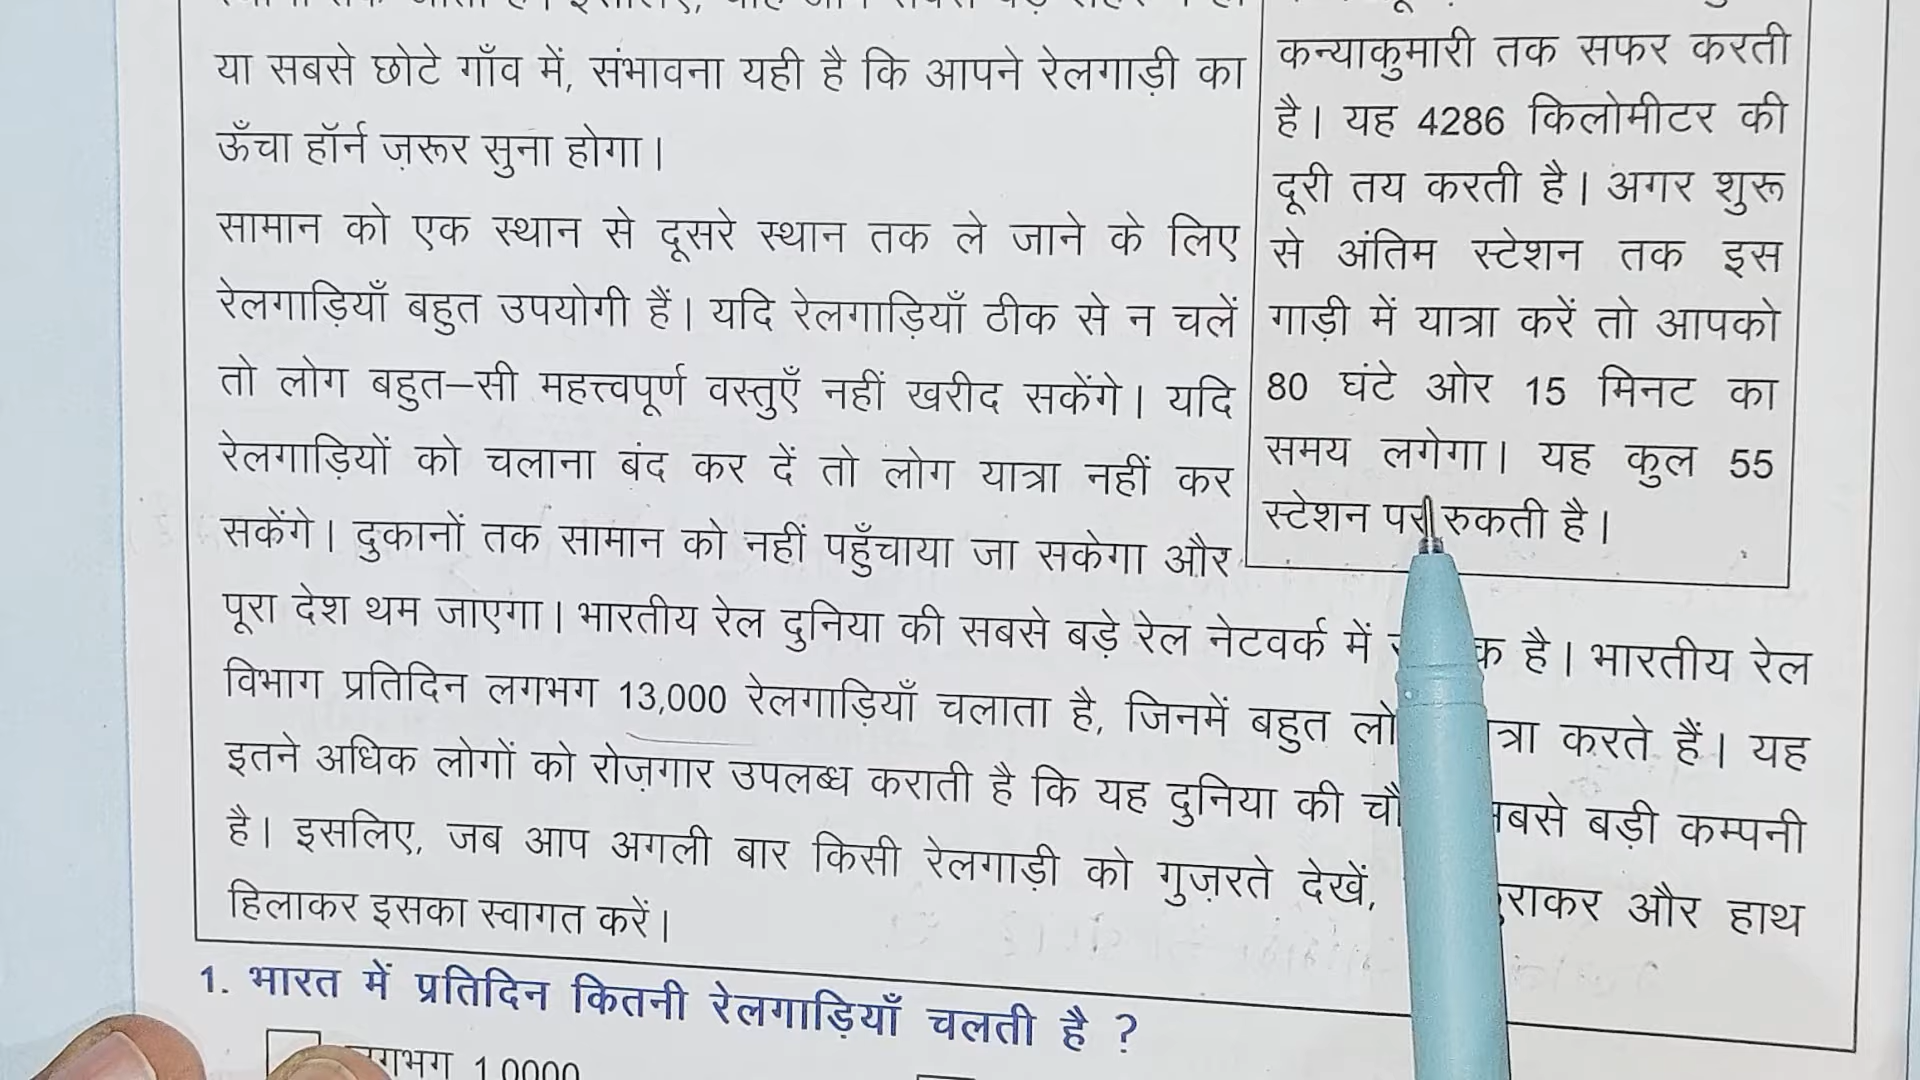 या सबसे छोटे गाँव में, संभावना यही है कि आपने रेलगाड़ी का
ऊँचा हॉर्न ज़रूर सुना होगा।
सामान को एक स्थान से दूसरे स्थान तक ले जाने के लिए
रेलगाड़ियाँ बहुत उपयोगी हैं। यदि रेलगाड़ियाँ ठीक से न चलें
तो लोग बहुत–सी महत्त्वपूर्ण वस्तुएँ नहीं खरीद सकेंगे। यदि
रेलगाड़ियों को चलाना बंद कर दें तो लोग यात्रा नहीं कर
सकेंगे। दुकानों तक सामान को नहीं पहुँचाया जा सकेगा और
पूरा देश थम जाएगा। भारतीय रेल दुनिया की सबसे बड़े रेल नेटवर्क में है। भारतीय रेल
विभाग प्रतिदिन लगभग 13,000 रेलगाड़ियाँ चलाता है, जिनमें बहुत करते हैं। यह
इतने अधिक लोगों को रोज़गार उपलब्ध कराती है कि यह दुनिया की बड़ी कम्पनी
है। इसलिए, जब आप अगली बार किसी रेलगाड़ी को गुज़रते देखें, और हाथ
हिलाकर इसका स्वागत करें।
कन्याकुमारी तक सफर करती
है। यह 4286 किलोमीटर की
दूरी तय करती है। अगर शुरू
से अंतिम स्टेशन तक इस
गाड़ी में यात्रा करें तो आपको
80 घंटे ओर 15 मिनट का
समय लगेगा। यह कुल 55
स्टेशन पर रुकती है।
1. भारत में प्रतिदिन कितनी रेलगाड़ियाँ चलती है ?